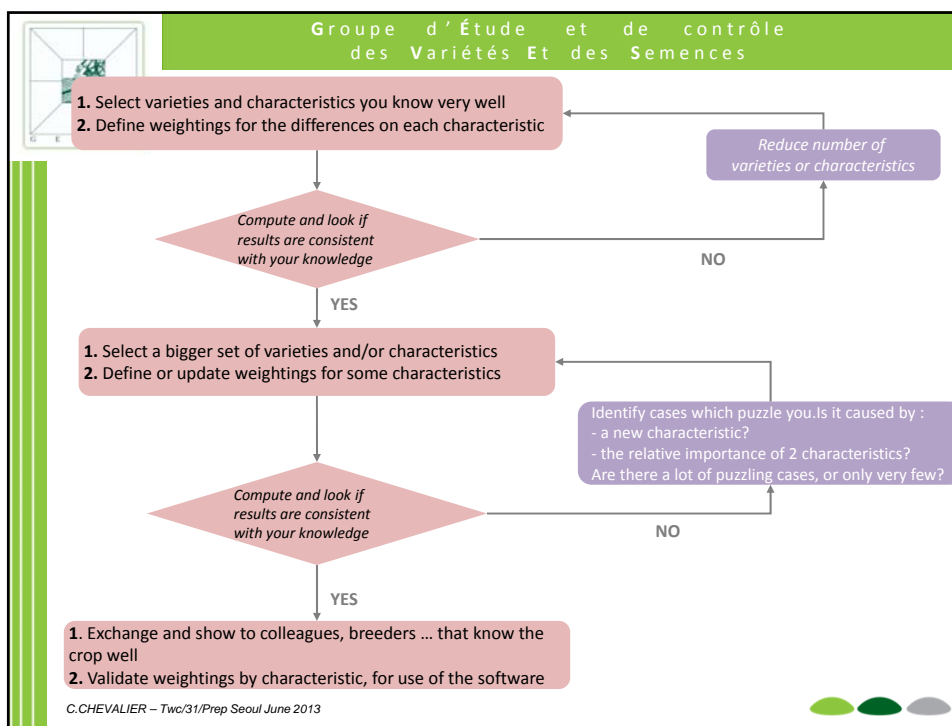 Groupe d'Étude et de contrôle
des Variétés Et des Semences
G E
1. Select varieties and characteristics you know very well
2. Define weightings for the differences on each characteristic
Reduce number of
varieties or characteristics
Compute and look if
results are consistent
with your knowledge
NO
YES
1. Select a bigger set of varieties and/or characteristics
2. Define or update weightings for some characteristics
Identify cases which puzzle you.Is it caused by :
- a new characteristic?
- the relative importance of 2 characteristics?
Are there a lot of puzzling cases, or only very few?
Compute and look if
results are consistent
with your knowledge
NO
YES
1. Exchange and show to colleagues, breeders ... that know the
crop well
2. Validate weightings by characteristic, for use of the software
C.CHEVALIER – Twc/31/Prep Seoul June 2013